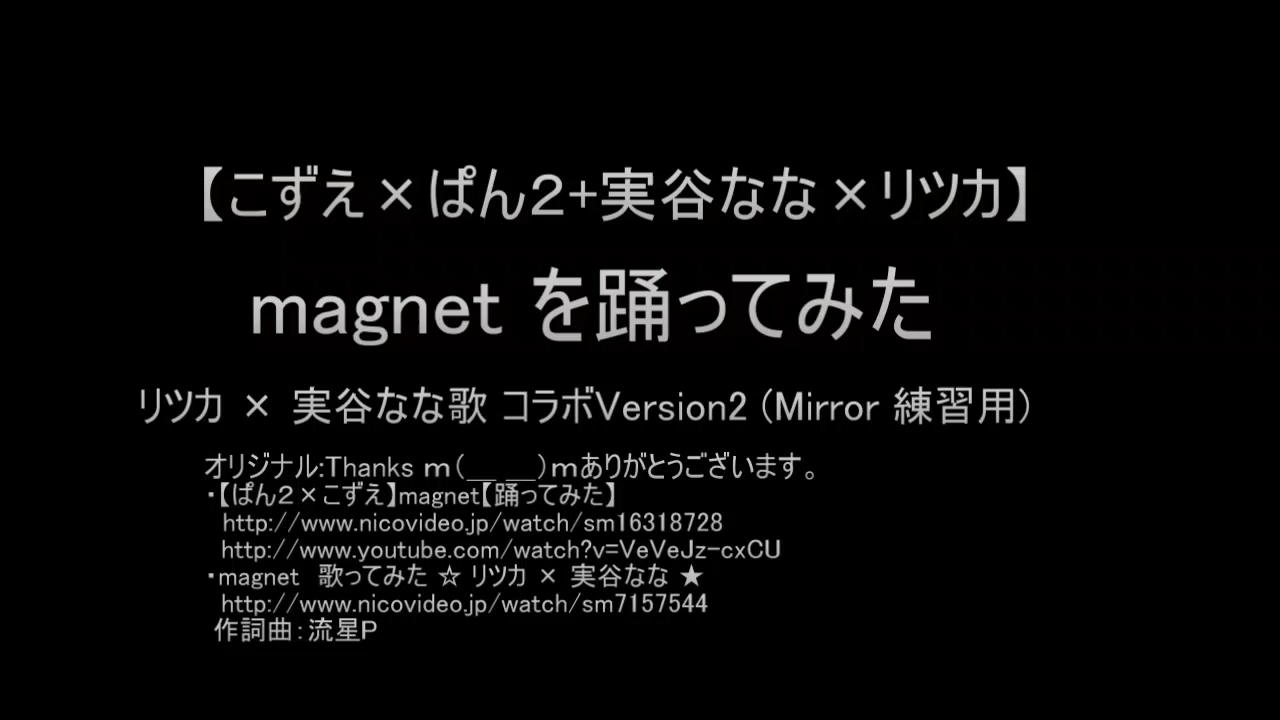 【こずえ×ぱん２+実谷なな×リツカ】
magnet を踊ってみた
リツカ × 実谷なな歌 コラボVersion2 (Mirror 練習用)
オリジナル:Thanks ｍ（＿ ＿）ｍありがとうございます。
・【ぱん２×こずえ】magnet【踊ってみた】
http://www.nicovideo.jp/watch/sm16318728
http://www.youtube.com/watch?v=VeVeJz-cxCU
・magnet　歌ってみた ☆ リツカ × 実谷なな ★
http://www.nicovideo.jp/watch/sm7157544
作詞曲：流星P